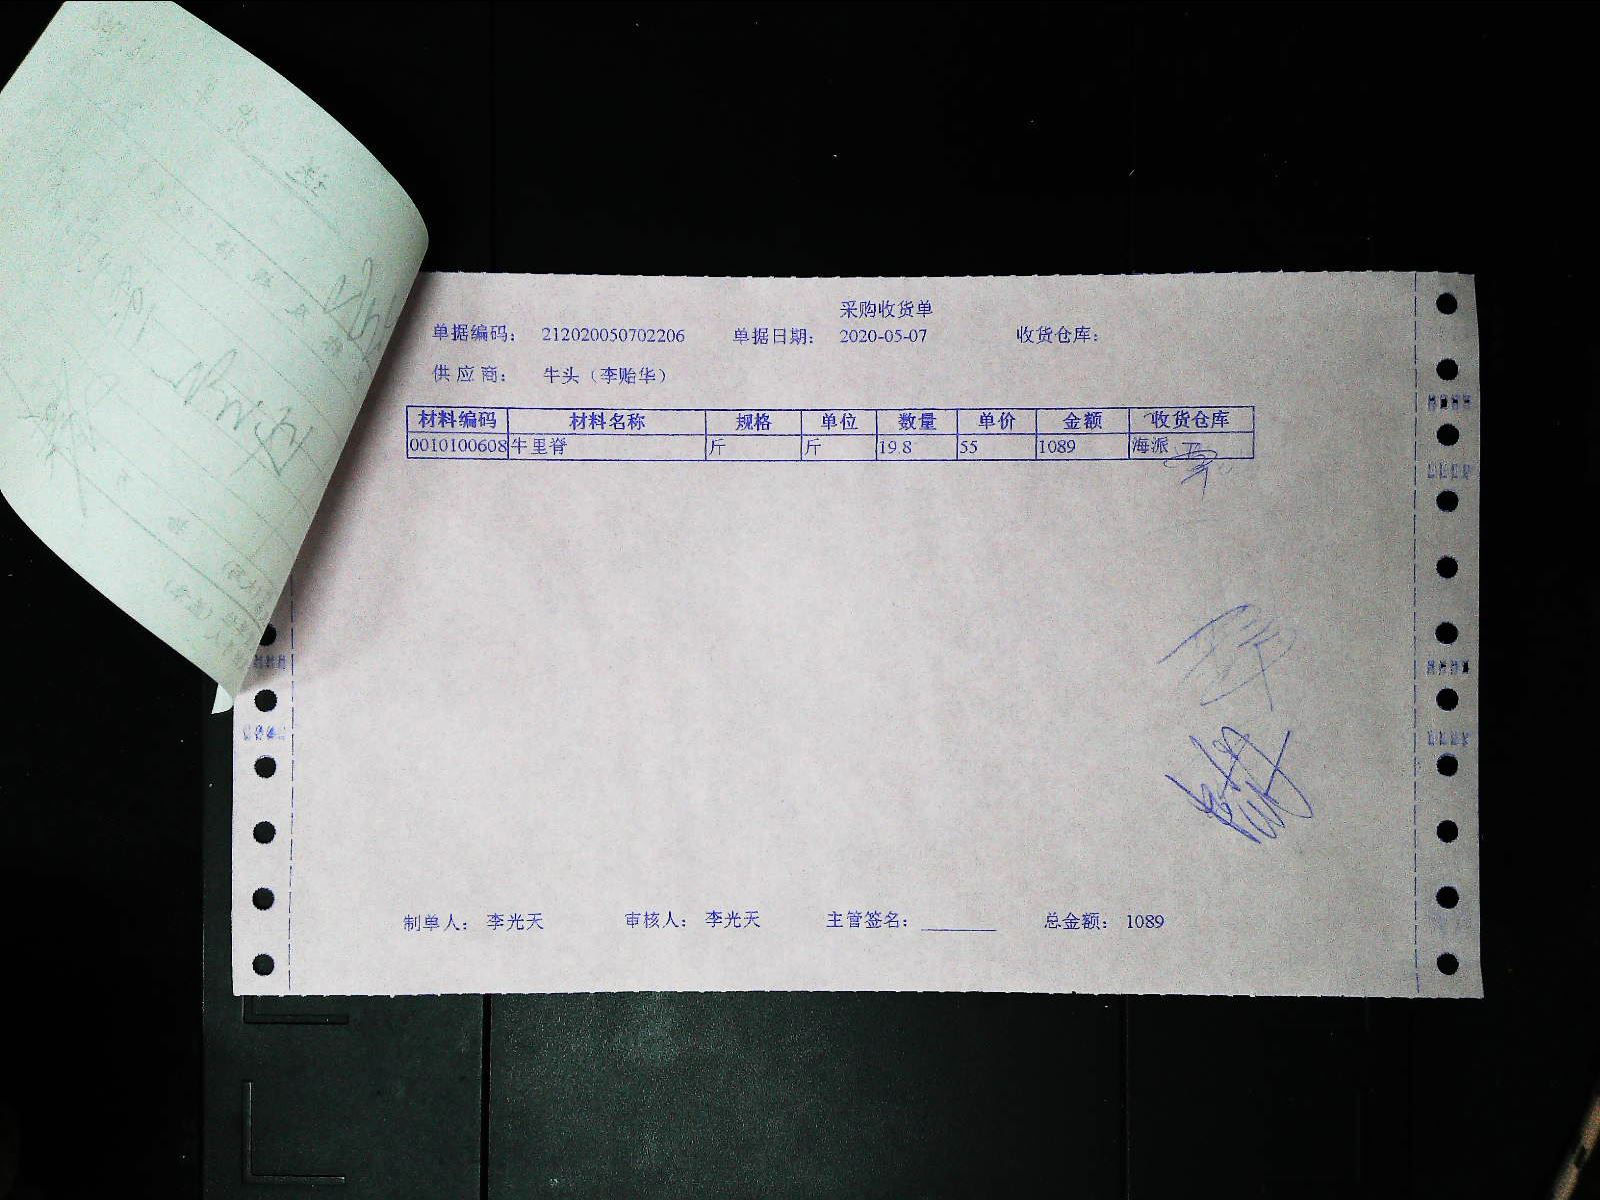 采购收货单
单据编码： 212020050702206 单据日期： 2020-05-07 收货仓库：
供应商： 牛头（李贻华）
材料编码 材料名称 规格 单位 数量 单价 金额 收货仓库
0010100608 牛里脊 斤 斤 19.8 55 1089 海派
制单人： 李光天 审核人： 李光天 主管签名： 总金额： 1089